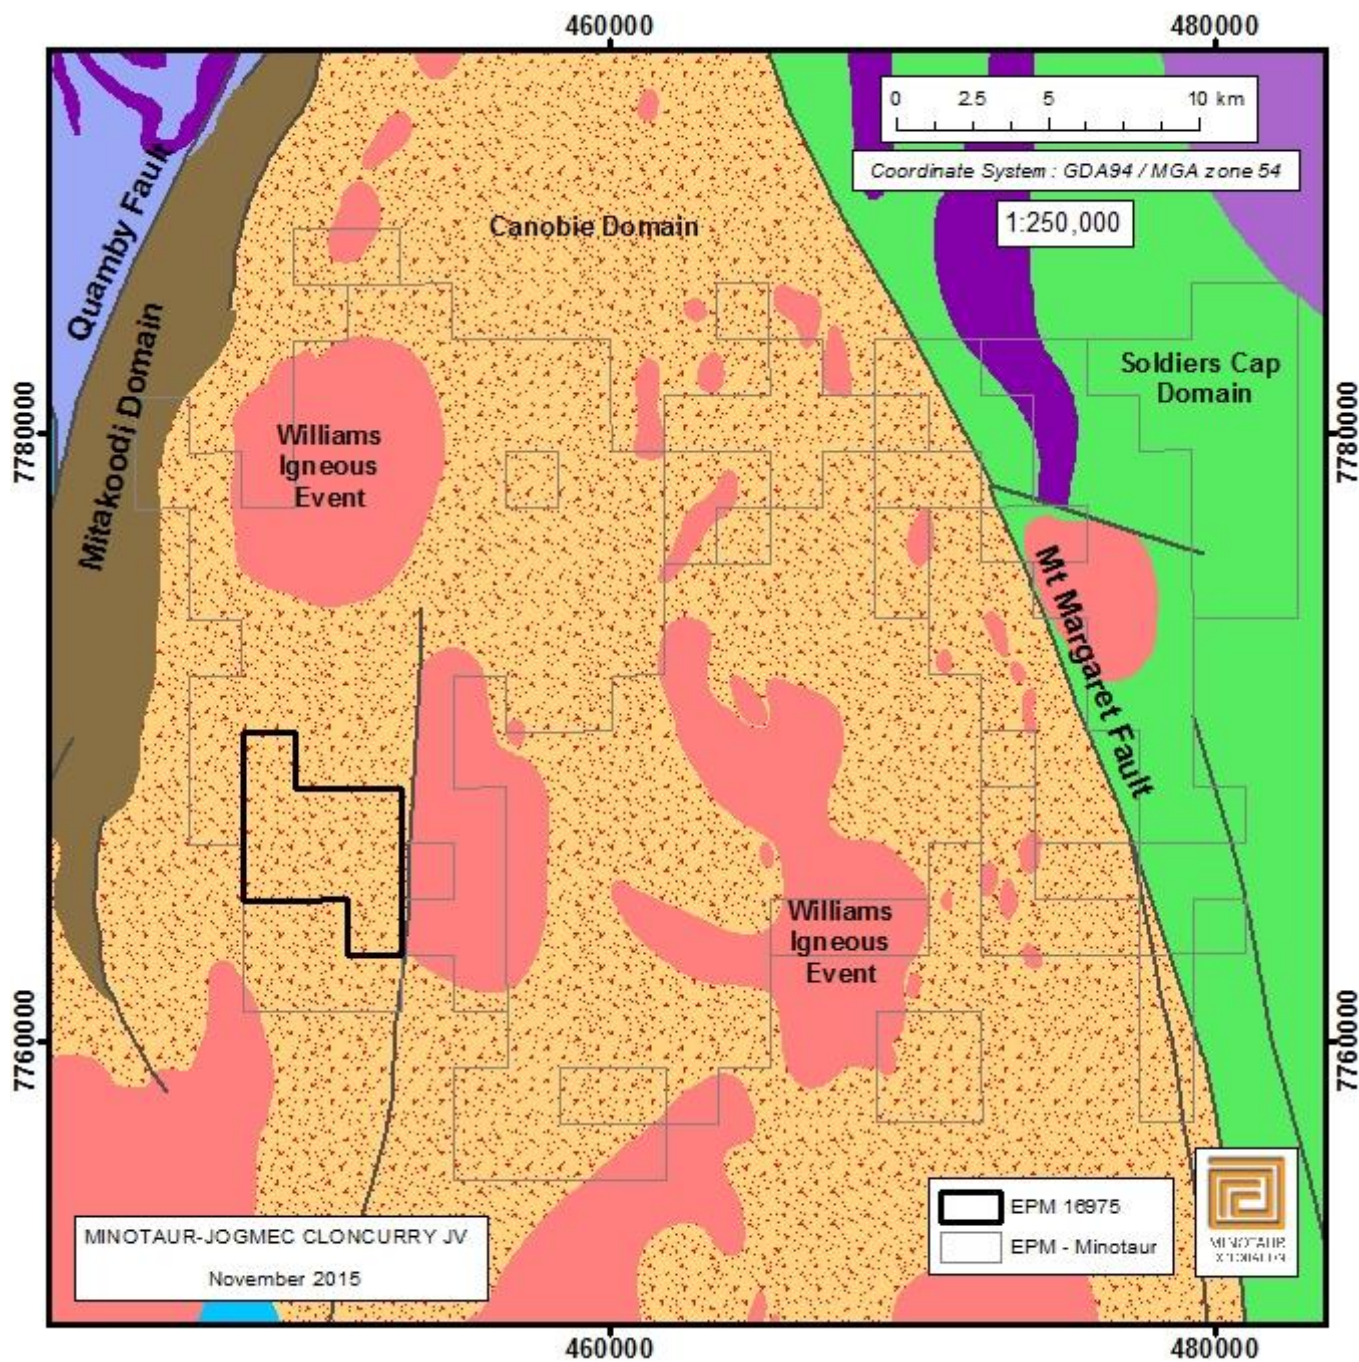 460000
480000
0 2.5 5 10 km
Coordinate System : GDA94 / MGA zone 54
1:250,000
Canobie Domain
Quamby Fault
Mitakoodi Domain
Soldiers Cap
Domain
7780000
7780000
Williams
Igneous
Event
Mt Margaret Fault
Williams
Igneous
Event
7760000
7760000
EPM 16975
EPM - Minotaur
MINOTAUR
MINOTAUR-JOGMEC CLONCURRY JV
November 2015
460000
480000